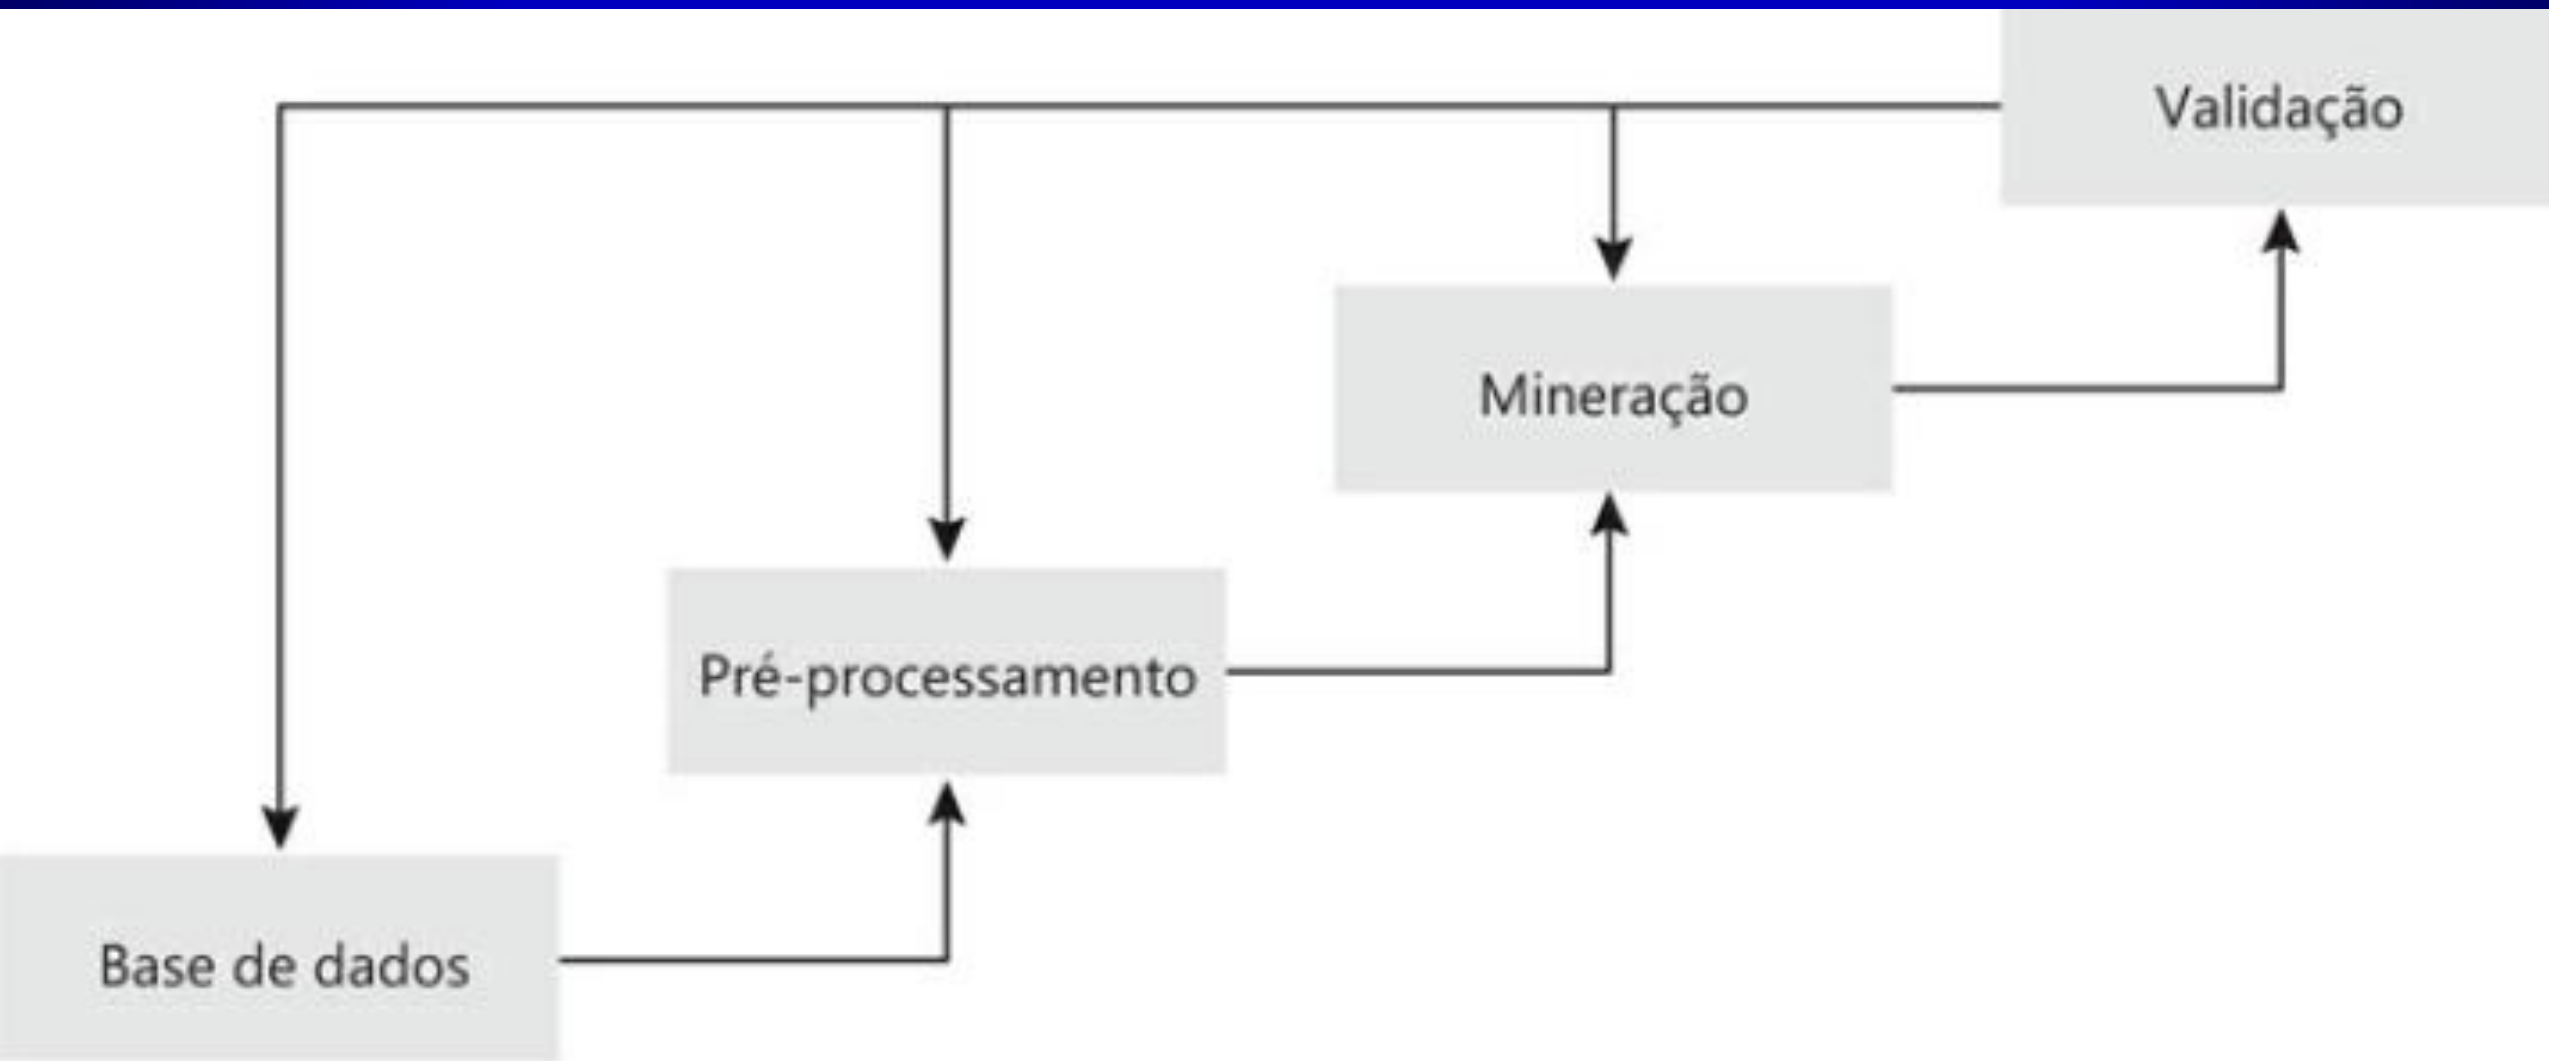 Validação
Mineração
Pré-processamento
Base de dados